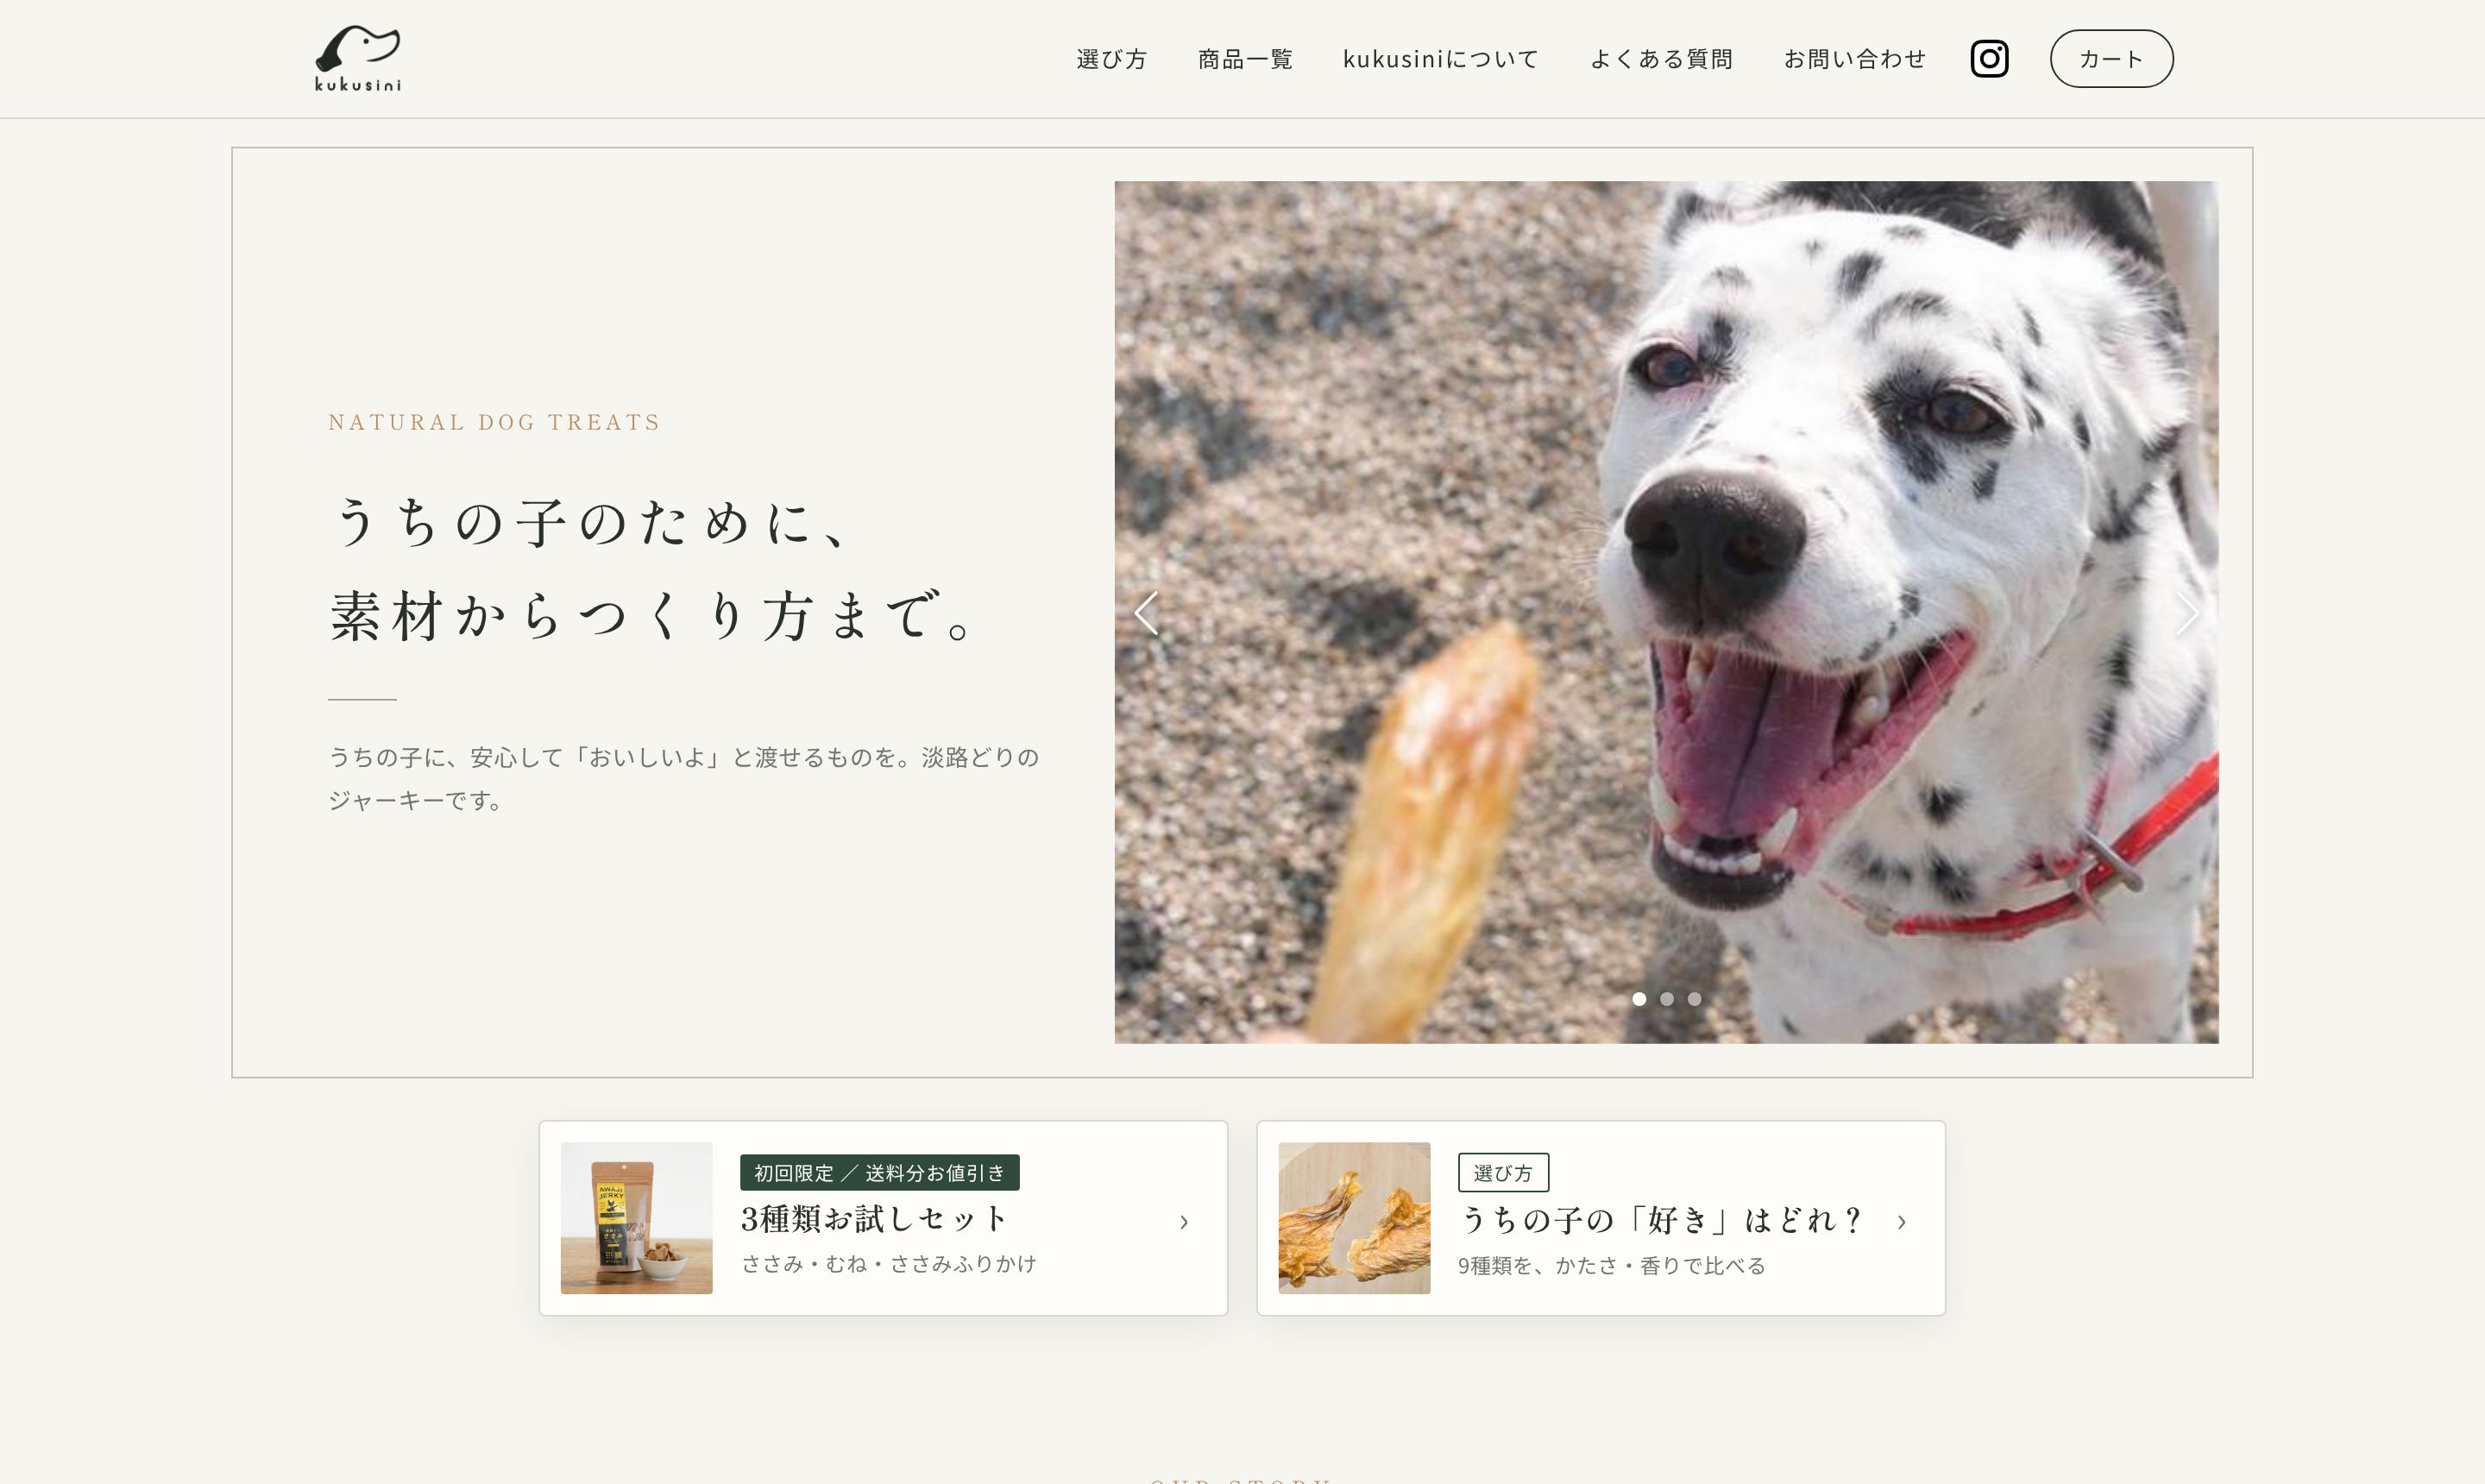 kukusini
選び方
商品一覧
kukusiniについて
よくある質問
お問い合わせ
カート
NATURAL DOG TREATS
うちの子のために、
素材からつくり方まで。
うちの子に、安心して「おいしいよ」と渡せるものを。淡路どりの
ジャーキーです。
AWAJI
JERKY
ささみ
初回限定 ／ 送料分お値引き
3種類お試しセット
ささみ・むね・ささみふりかけ
選び方
うちの子の「好き」はどれ？
9種類を、かたさ・香りで比べる
OUR STORY